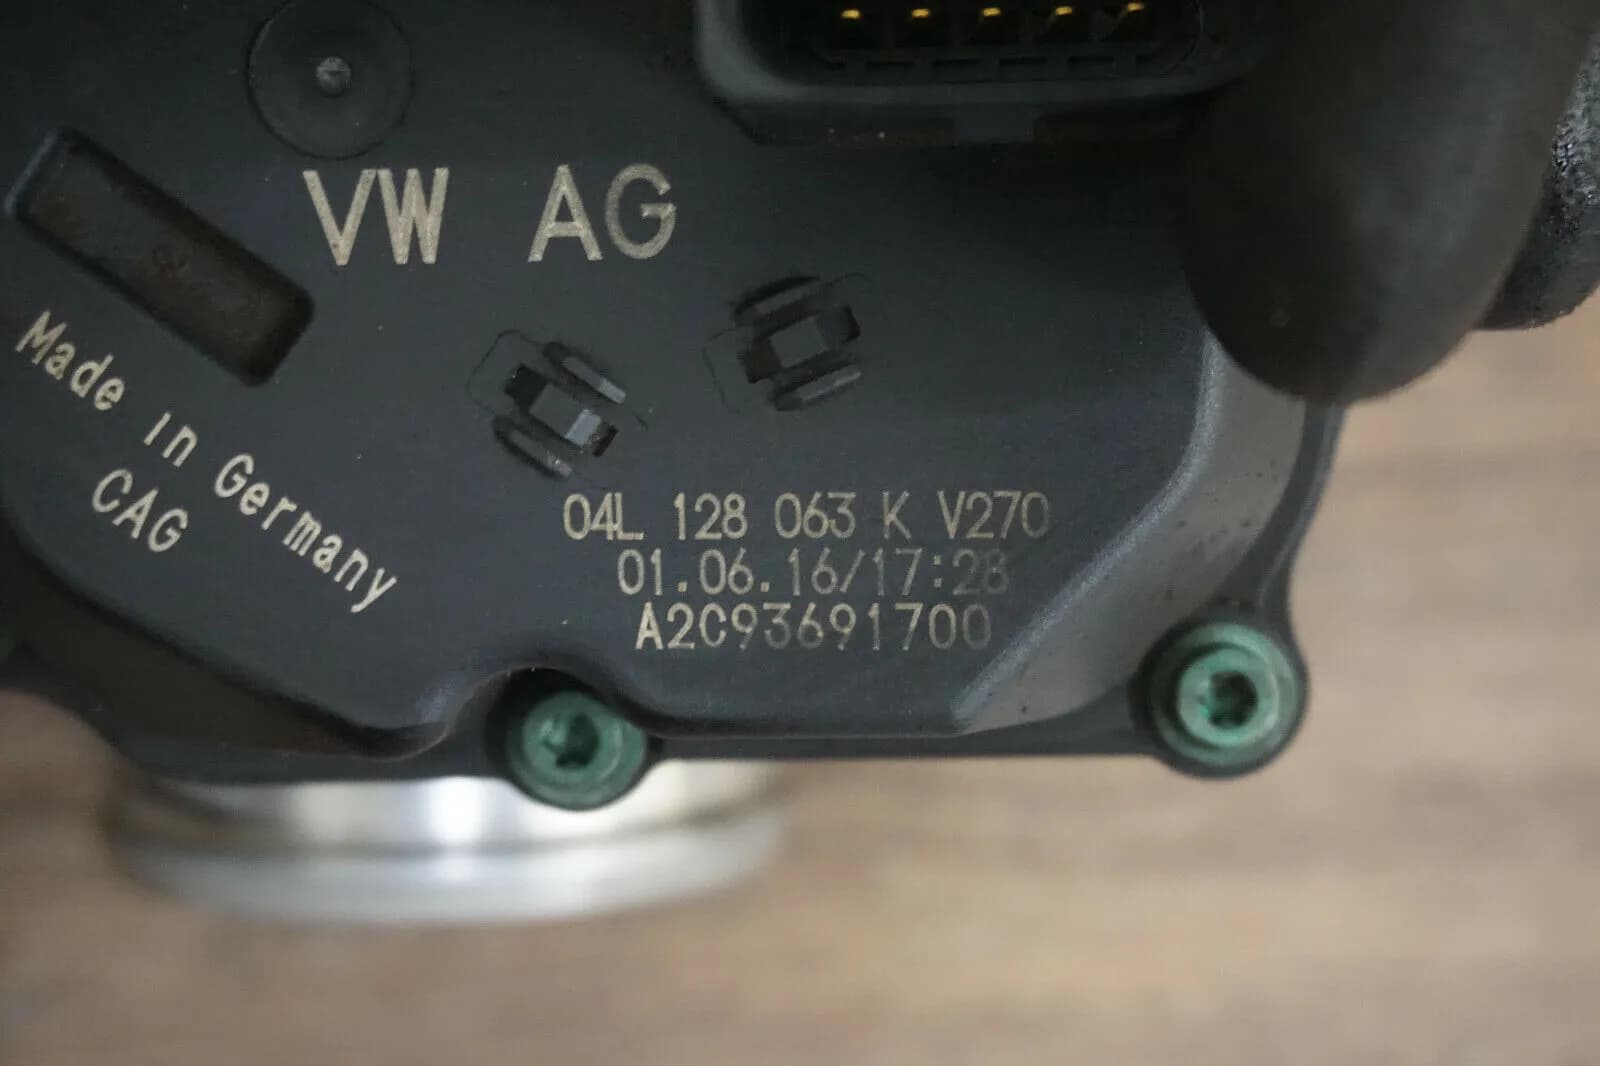 VW AG
Made in Germany
CAG
04L 128 063 K V270
01.06.16/17:28
A2C93691700